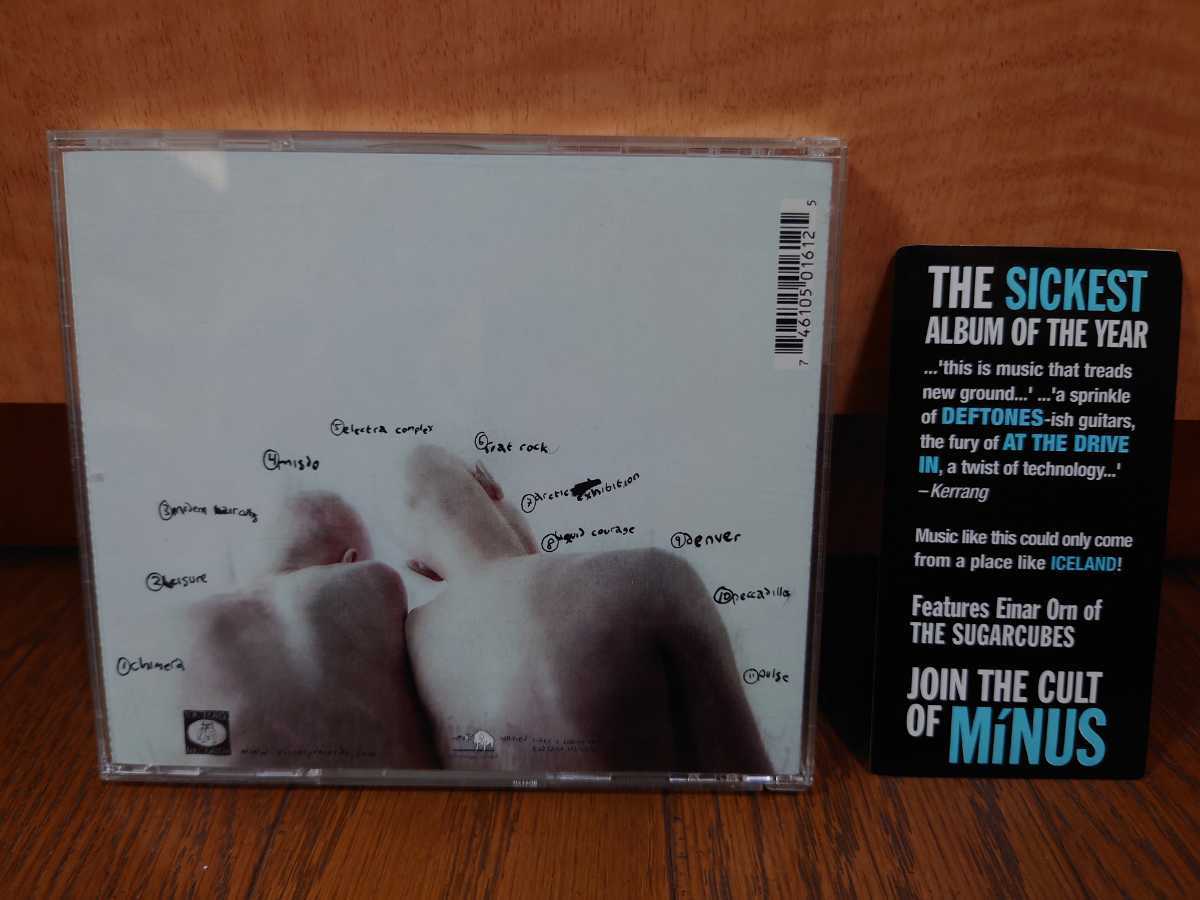 5 electra complex
6 frat rock
4 misdo
7 arctic exhibition
3 modern haircuts
8 liquid courage
9 denver
2 leisure
10 peccadillo
1 chimera
11 pulse
7 46105 01612 5
THE SICKEST
ALBUM OF THE YEAR
...'this is music that treads
new ground...' ...'a sprinkle
of DEFTONES-ish guitars,
the fury of AT THE DRIVE
IN, a twist of technology...'
–Kerrang
Music like this could only come
from a place like ICELAND!
Features Einar Orn of
THE SUGARCUBES
JOIN THE CULT
OF MíNUS